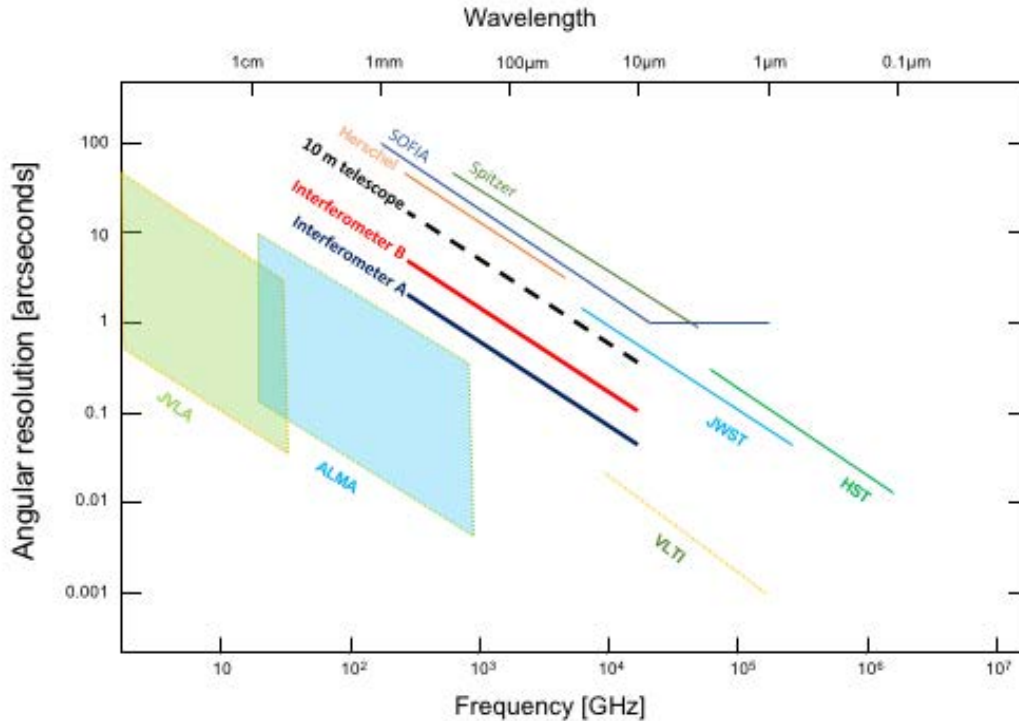 Wavelength
1cm 1mm 100µm 10µm 1µm 0.1µm
Angular resolution [arcseconds]
100
10
1
0.1
0.01
0.001
Herschel
SOFIA
Spitzer
10 m telescope
Interferometer B
Interferometer A
JVLA
ALMA
JWST
HST
VLTI
10 10² 10³ 10⁴ 10⁵ 10⁶ 10⁷
Frequency [GHz]